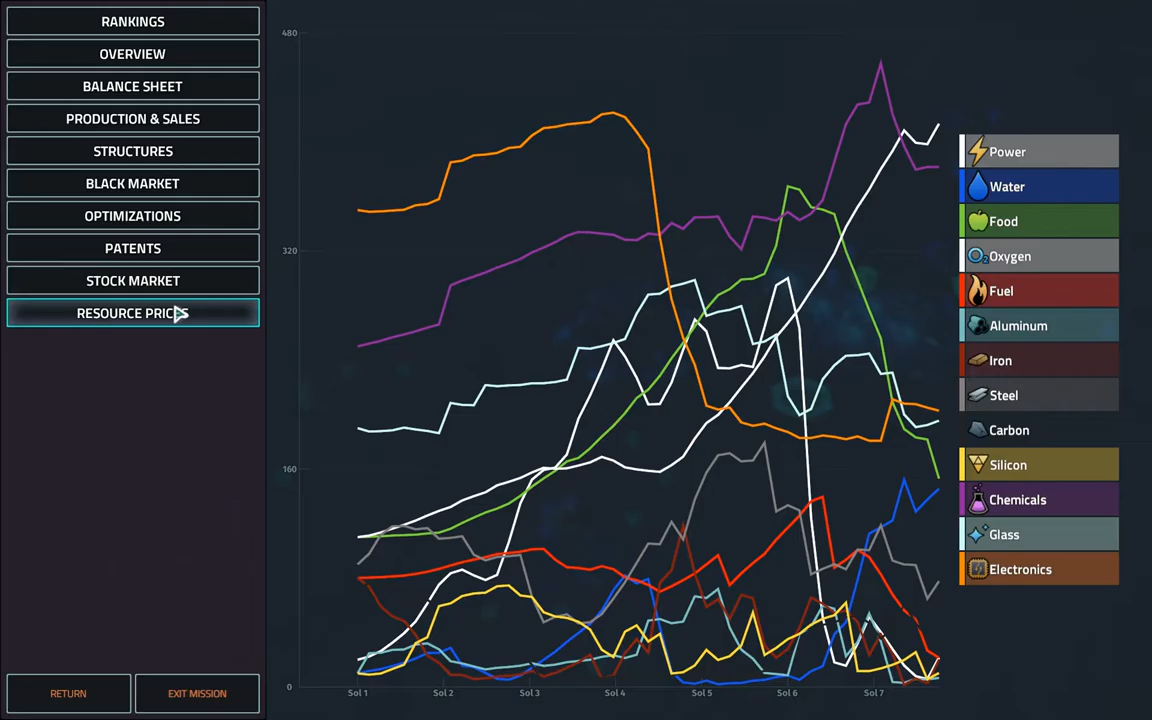 RANKINGS
OVERVIEW
BALANCE SHEET
PRODUCTION & SALES
STRUCTURES
BLACK MARKET
OPTIMIZATIONS
PATENTS
STOCK MARKET
RESOURCE PRICES
RETURN
EXIT MISSION
480
320
160
0
Sol 1
Sol 2
Sol 3
Sol 4
Sol 5
Sol 6
Sol 7
Power
Water
Food
O2 Oxygen
Fuel
Aluminum
Iron
Steel
Carbon
Silicon
Chemicals
Glass
Electronics